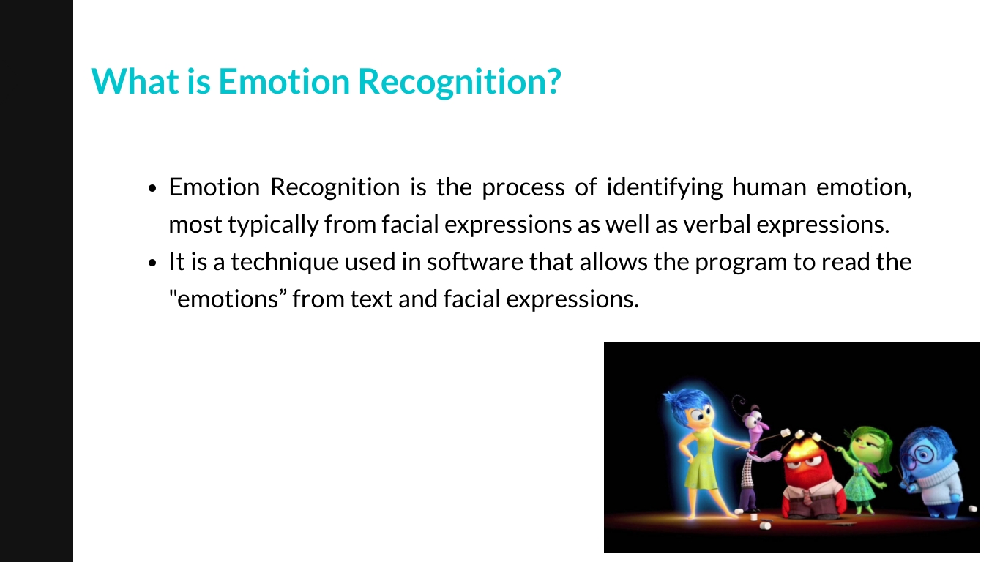 What is Emotion Recognition?
• Emotion Recognition is the process of identifying human emotion,
most typically from facial expressions as well as verbal expressions.
• It is a technique used in software that allows the program to read the
"emotions” from text and facial expressions.